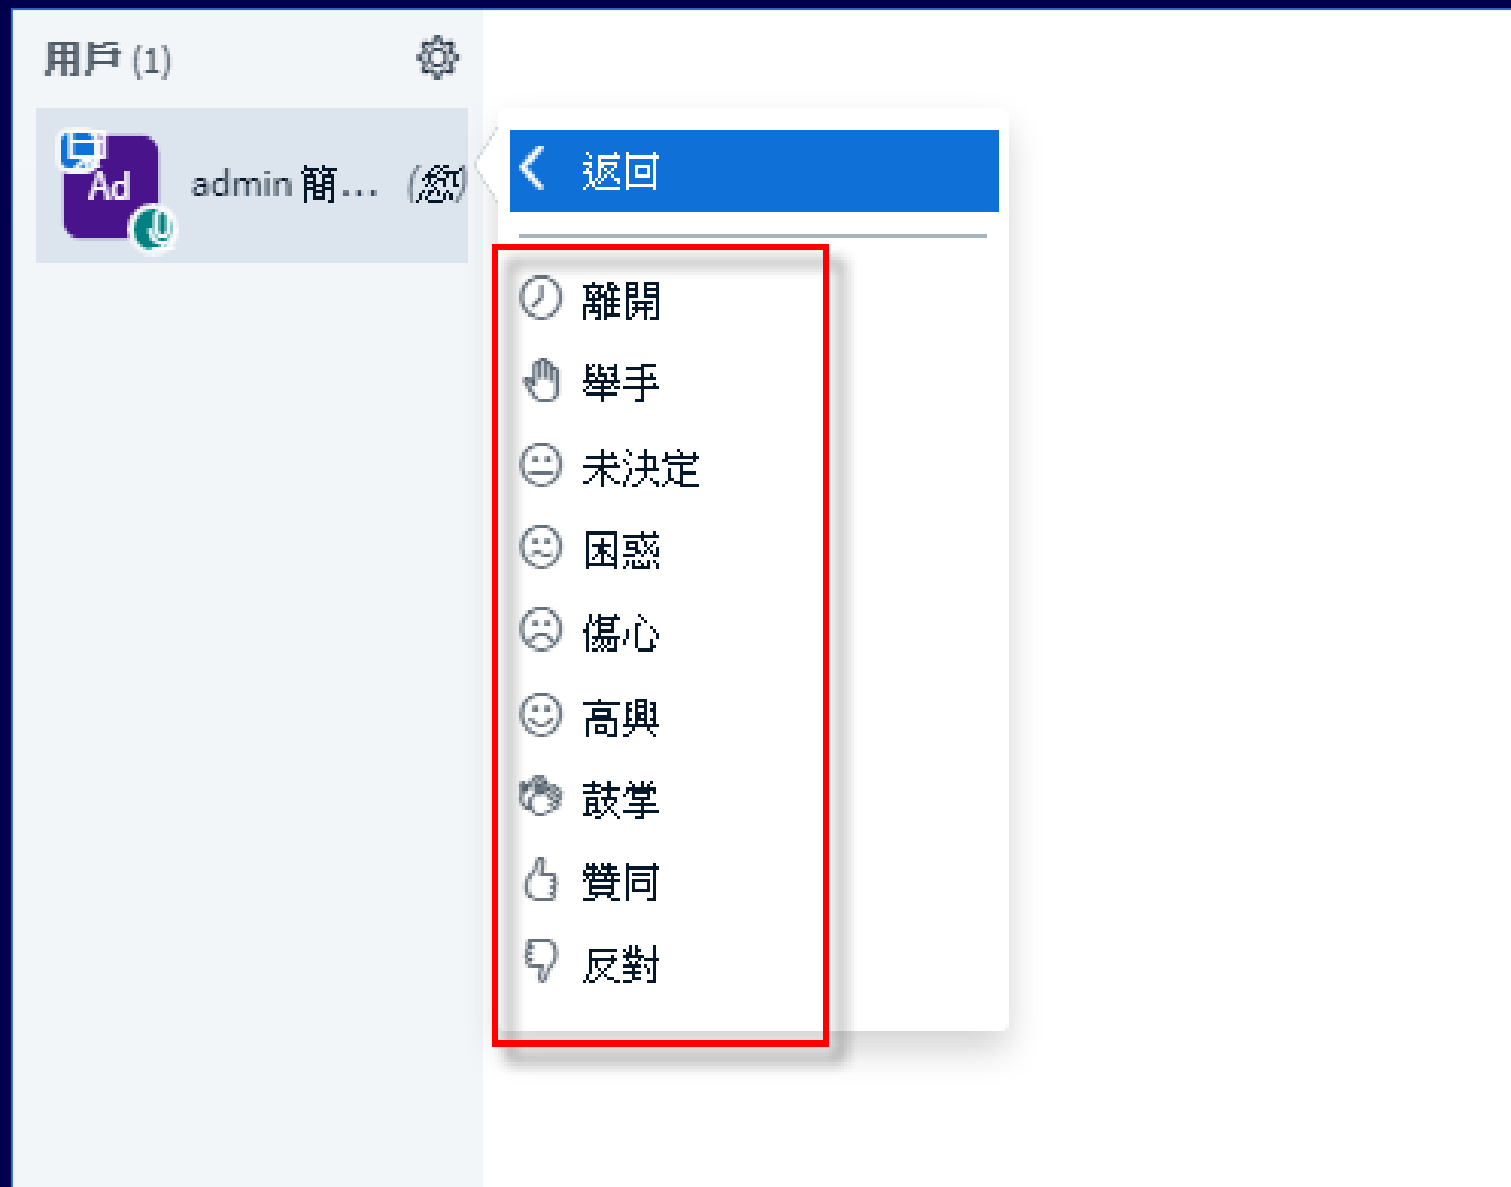 用戶 (1)
Ad
admin 簡... (您)
返回
離開
舉手
未決定
困惑
傷心
高興
鼓掌
贊同
反對